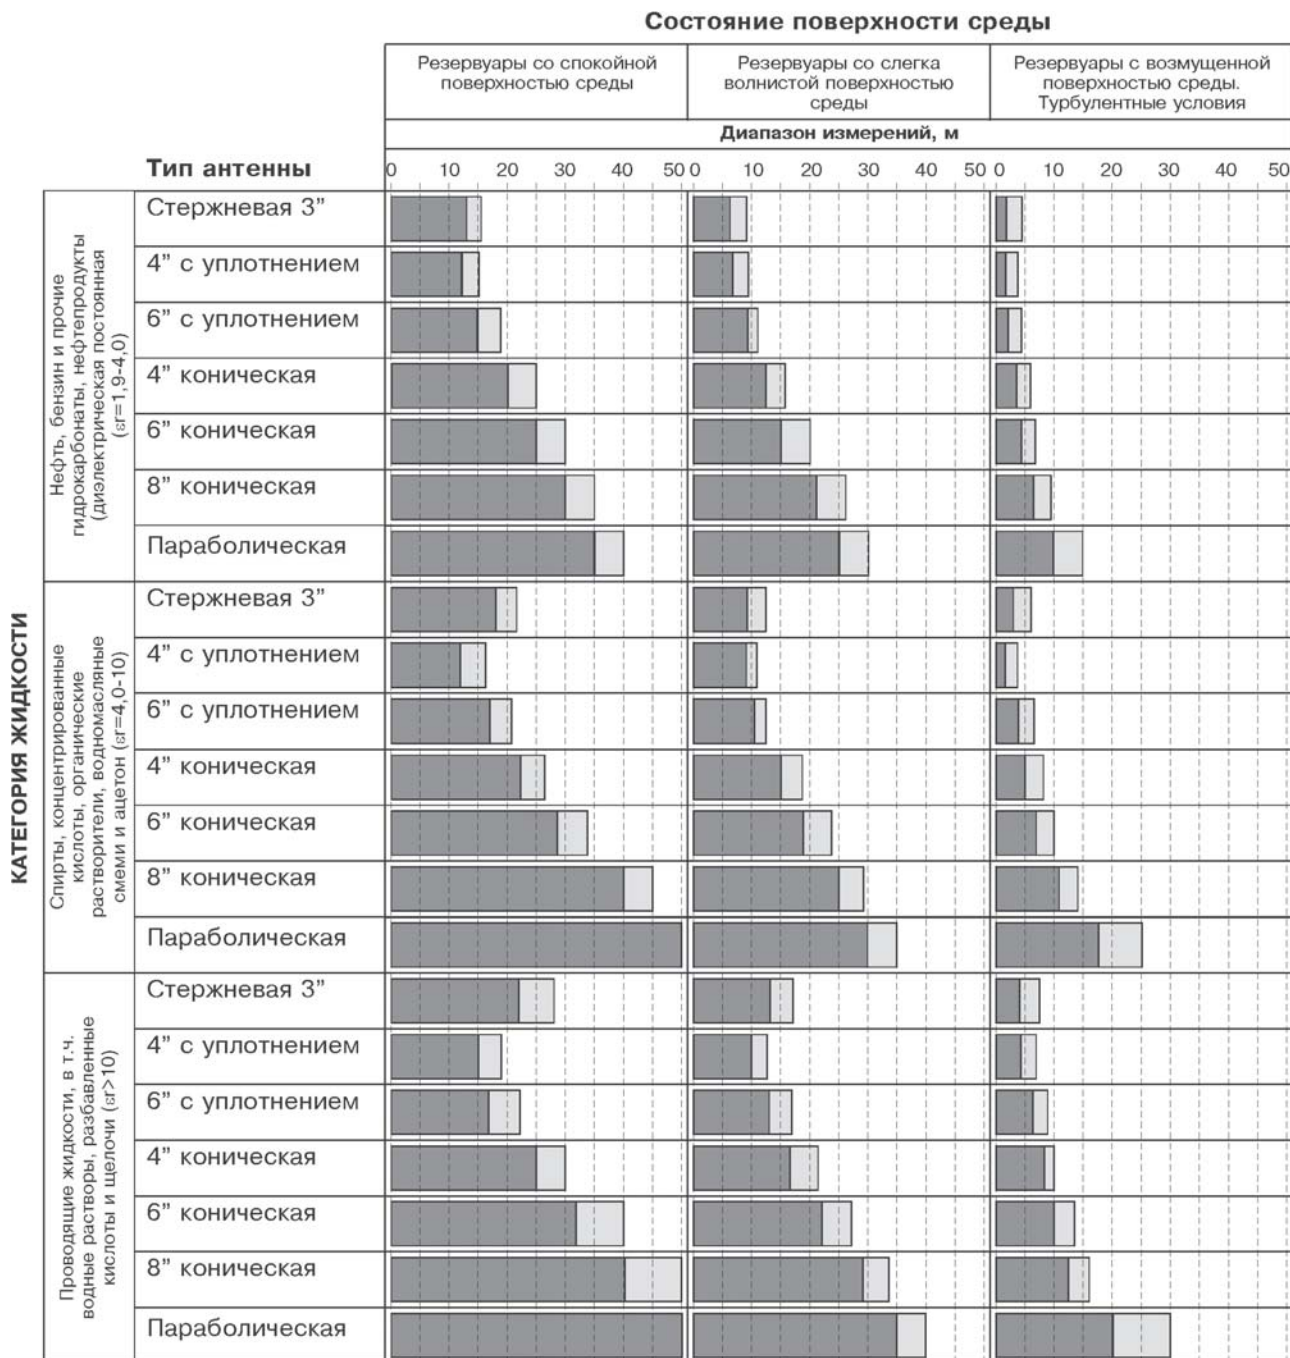 Состояние поверхности среды
Резервуары со спокойной
поверхностью среды
Резервуары со слегка
волнистой поверхностью
среды
Резервуары с возмущенной
поверхностью среды.
Турбулентные условия
Диапазон измерений, м
Тип антенны
0 10 20 30 40 50
0 10 20 30 40 50
0 10 20 30 40 50
КАТЕГОРИЯ ЖИДКОСТИ
Нефть, бензин и прочие
гидрокарбонаты, нефтепродукты
(диэлектрическая постоянная
(εr=1,9-4,0)
Стержневая 3”
4” с уплотнением
6” с уплотнением
4” коническая
6” коническая
8” коническая
Параболическая
Спирты, концентрированные
кислоты, органические
растворители, водномасляные
смеми и ацетон (εr=4,0-10)
Стержневая 3”
4” с уплотнением
6” с уплотнением
4” коническая
6” коническая
8” коническая
Параболическая
Проводящие жидкости, в т.ч.
водные растворы, разбавленные
кислоты и щелочи (εr>10)
Стержневая 3”
4” с уплотнением
6” с уплотнением
4” коническая
6” коническая
8” коническая
Параболическая